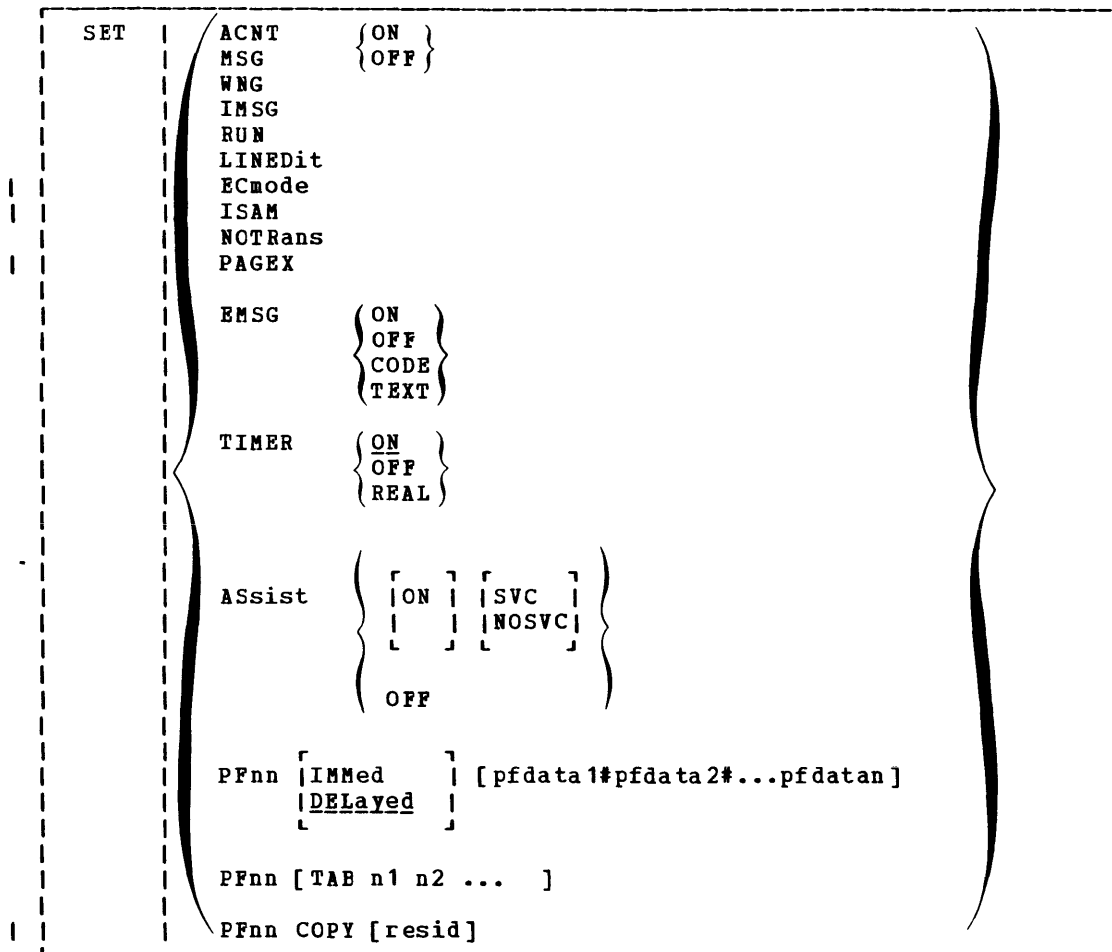 SET ACNT ON
MSG OFF
WNG
IMSG
RUN
LINEDit
ECmode
ISAM
NOTRans
PAGEX
EMSG ON
OFF
CODE
TEXT
TIMER ON
OFF
REAL
ASsist [ON] [SVC
NOSVC]
OFF
PFnn [IMMed
DELayed] [pfdata1#pfdata2#...pfdatan]
PFnn [TAB n1 n2 ... ]
PFnn COPY [resid]